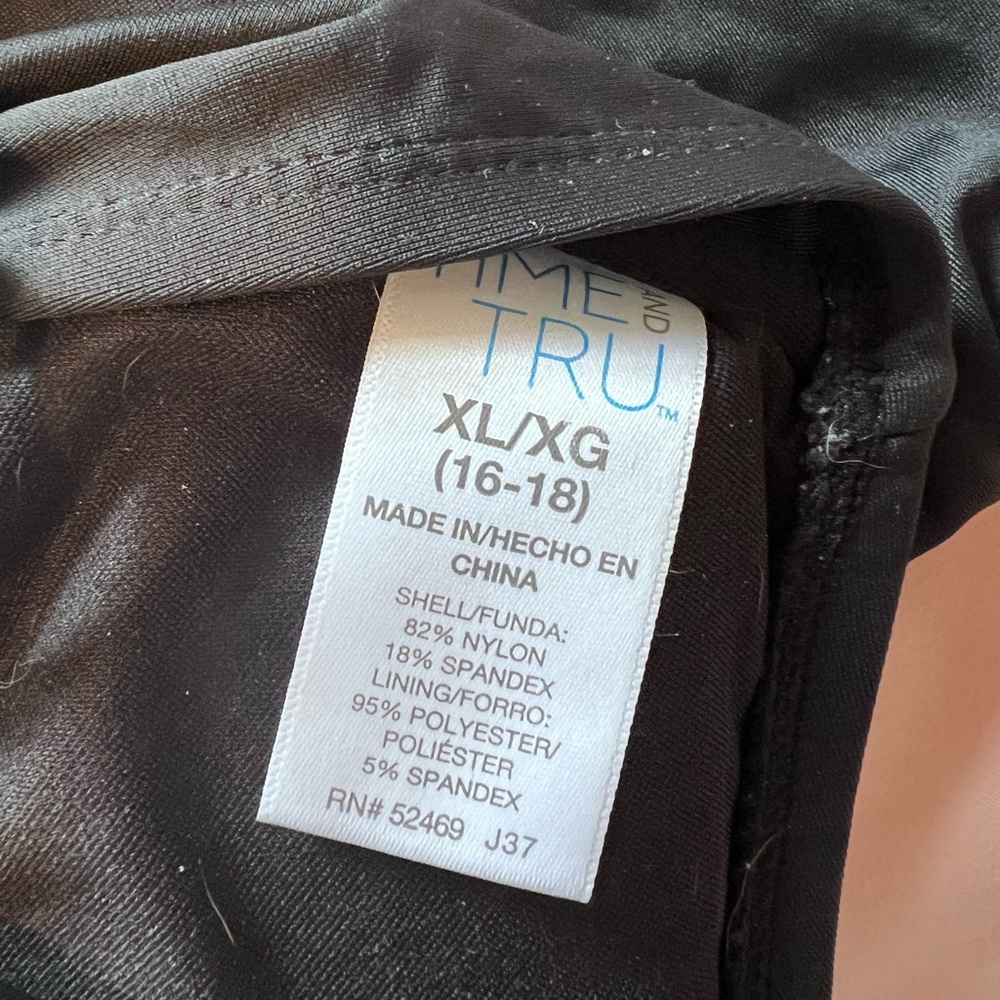 TIME
AND
TRU™
XL/XG
(16-18)
MADE IN/HECHO EN
CHINA
SHELL/FUNDA:
82% NYLON
18% SPANDEX
LINING/FORRO:
95% POLYESTER/
POLIÉSTER
5% SPANDEX
RN# 52469 J37